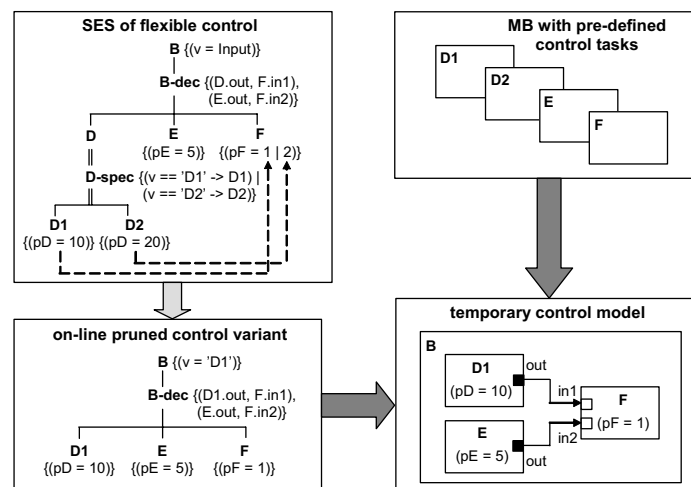 SES of flexible control
B {(v = Input)}
B-dec {(D.out, F.in1),
(E.out, F.in2)}
D
E
F
{(pE = 5)}
{(pF = 1 | 2)}
D-spec {(v == 'D1' -> D1) |
(v == 'D2' -> D2)}
D1
D2
{(pD = 10)}
{(pD = 20)}
MB with pre-defined
control tasks
D1
D2
E
F
on-line pruned control variant
B {(v = 'D1')}
B-dec {(D1.out, F.in1),
(E.out, F.in2)}
D1
E
F
{(pD = 10)}
{(pE = 5)}
{(pF = 1)}
temporary control model
B
D1
(pD = 10)
out
in1
F
(pF = 1)
E
(pE = 5)
in2
out